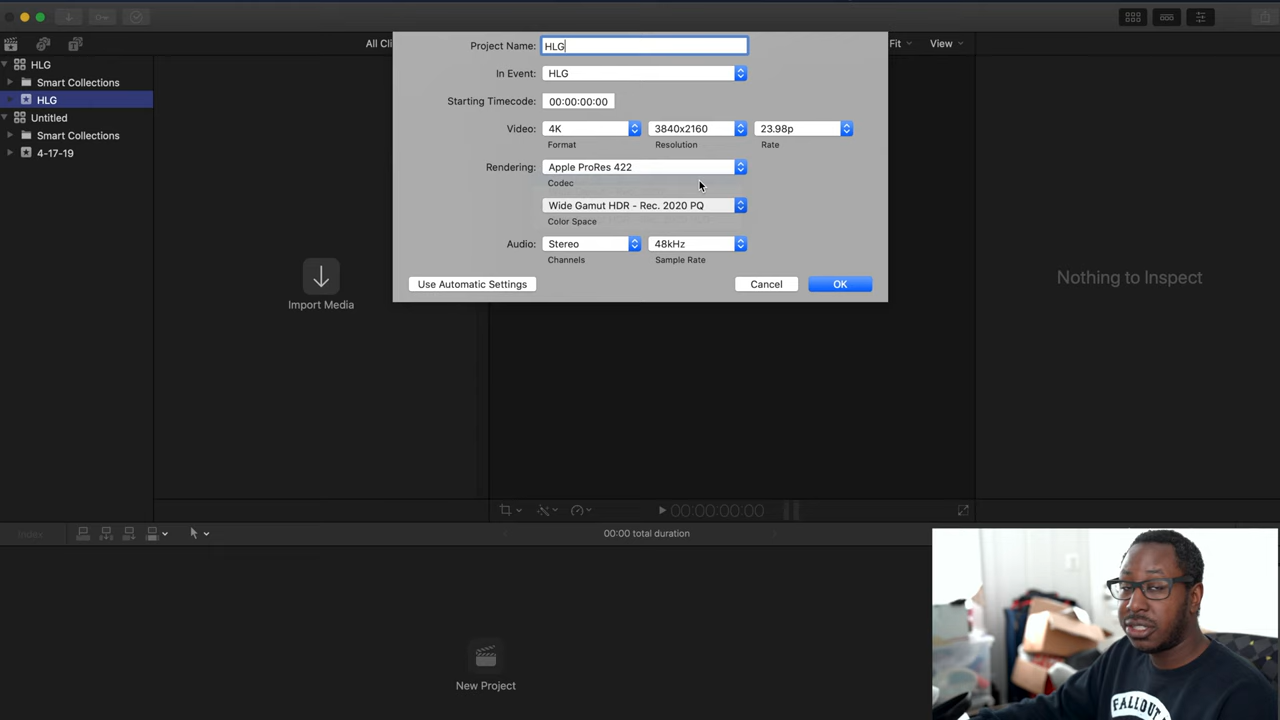 Project Name: HLG
All Cli
Fit
View
HLG
In Event: HLG
Smart Collections
HLG
Starting Timecode: 00:00:00:00
Untitled
Video: 4K 3840x2160 23.98p
Smart Collections
Format Resolution Rate
4-17-19
Rendering: Apple ProRes 422
Codec
Wide Gamut HDR - Rec. 2020 PQ
Color Space
Audio: Stereo 48kHz
Channels Sample Rate
Use Automatic Settings Cancel OK
Import Media
Nothing to Inspect
00:00:00:00
Index
00:00 total duration
New Project
FALLOUT